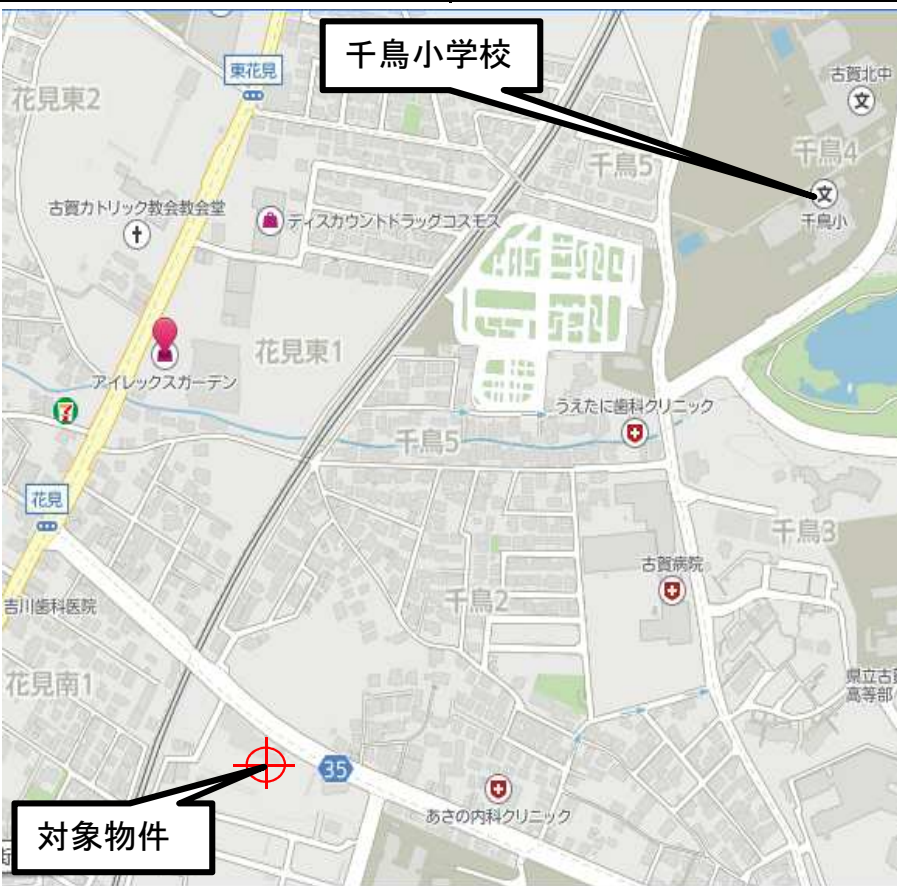 千鳥小学校
東花見
古賀北中
文
花見東2
千鳥5
千鳥4
文
千鳥小
古賀カトリック教会教会堂
ディスカウントドラッグコスモス
花見東1
アイレックスガーデン
うえたに歯科クリニック
7
千鳥5
花見
千鳥3
古賀病院
吉川歯科医院
千鳥2
花見南1
県立古賀
高等部
35
あさの内科クリニック
対象物件